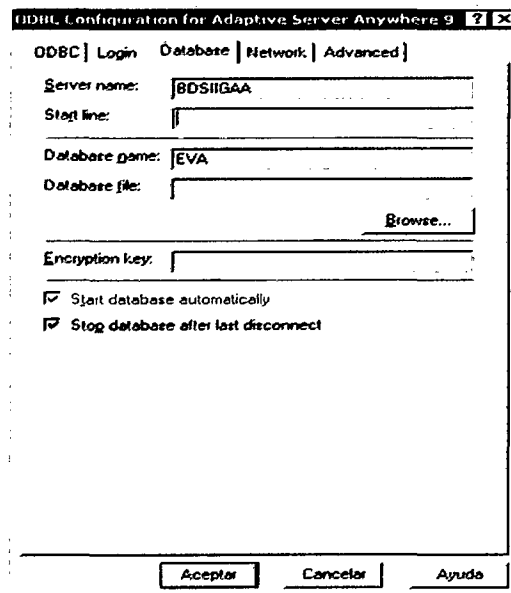 ODBC Configuration for Adaptive Server Anywhere 9 ? X
ODBC Login Database Network Advanced
Server name: BDSIIGAA
Start line:
Database name: EVA
Database file:
Browse...
Encryption key:
Start database automatically
Stop database after last disconnect
Aceptar Cancelar Ayuda